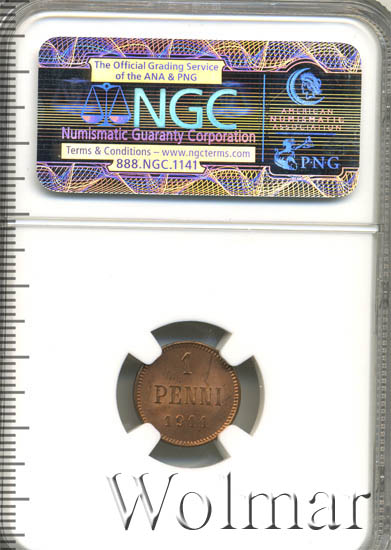 The Official Grading Service
of the ANA & PNG
NGC
Numismatic Guaranty Corporation
Terms & Conditions – www.ngcterms.com
888.NGC.1141
AMERICAN
NUMISMATIC
ASSOCIATION
PNG
1
PENNI
1911
Wolmar